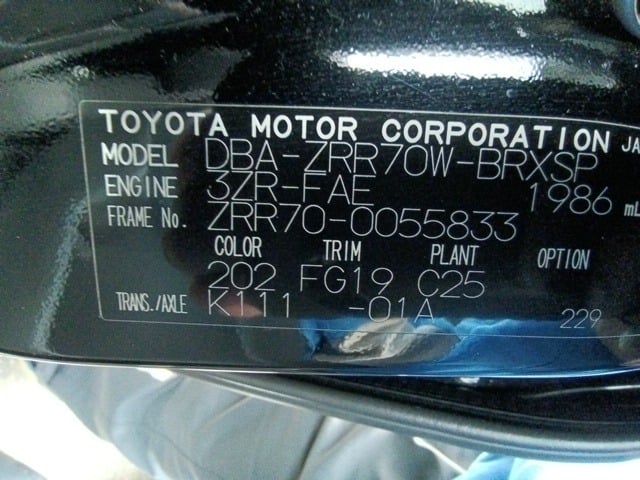 TOYOTA MOTOR CORPORATION JA
MODEL DBA-ZRR70W-BRXSP
ENGINE 3ZR-FAE 1986 mL
FRAME No. ZRR70-0055833
COLOR TRIM PLANT OPTION
202 FG19 C25
TRANS./AXLE K111 -01A 229